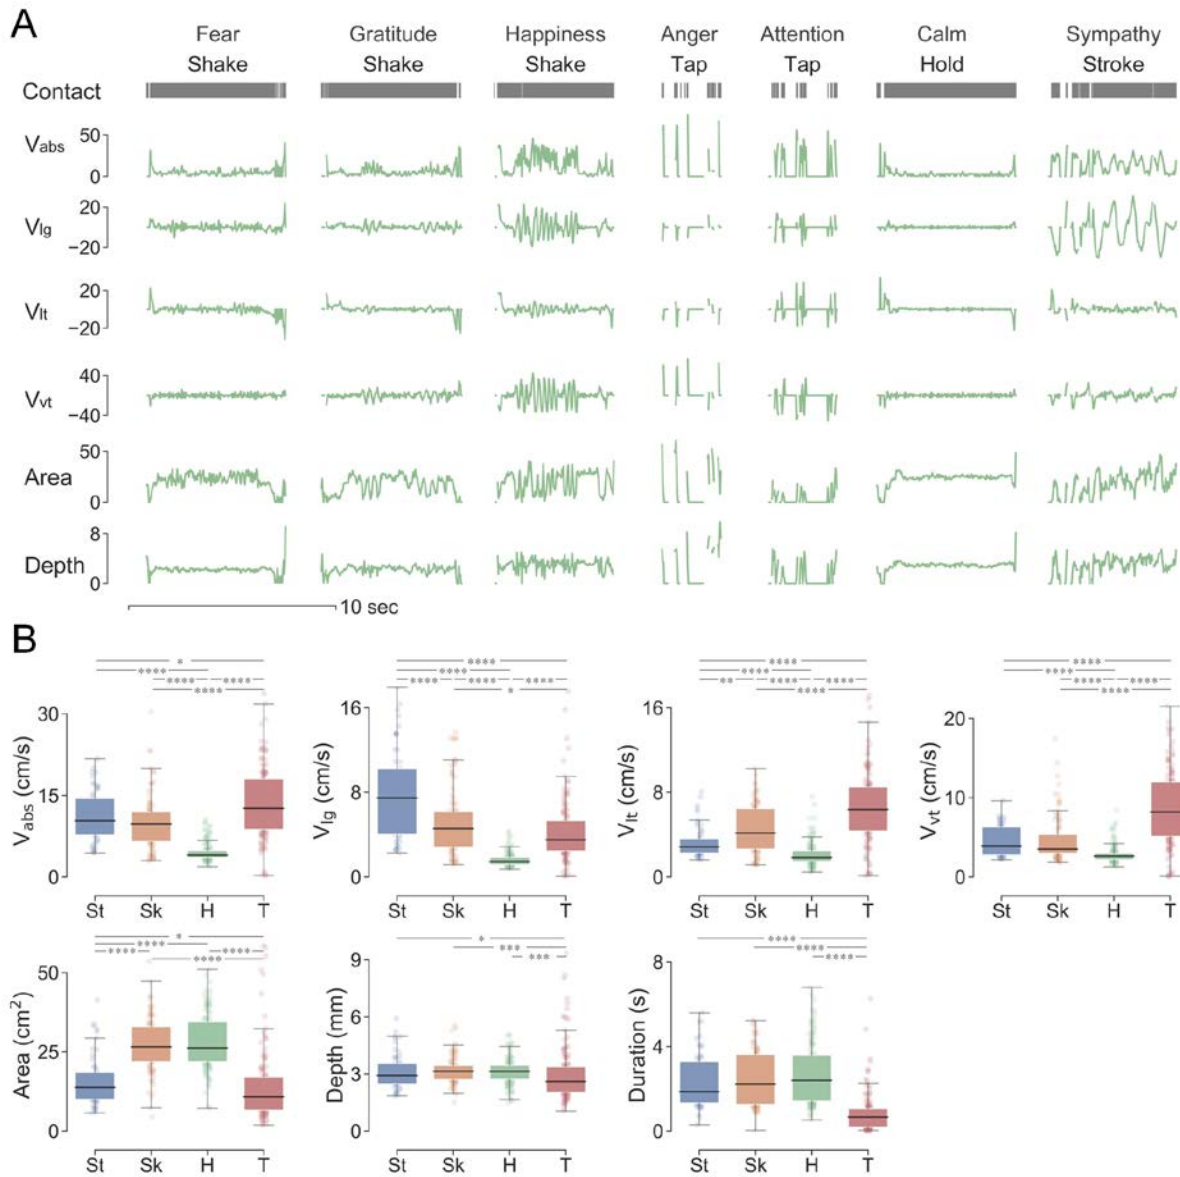 A
Fear Gratitude Happiness Anger Attention Calm Sympathy
Shake Shake Shake Tap Tap Hold Stroke
Contact
Vabs 50
0
Vlg 20
−20
Vlt 20
−20
Vvt 40
−40
Area 50
0
Depth 8
0
10 sec
B
* **** **** **** ****
**** **** **** **** **** *
**** **** ** **** **** ****
**** **** **** **** ****
Vabs (cm/s) 30 15 0
St Sk H T
Vlg (cm/s) 16 8 0
St Sk H T
Vlt (cm/s) 16 8 0
St Sk H T
Vvt (cm/s) 20 10 0
St Sk H T
* **** **** **** ****
* *** ***
**** **** ****
Area (cm²) 50 25 0
St Sk H T
Depth (mm) 9 6 3 0
St Sk H T
Duration (s) 8 4 0
St Sk H T